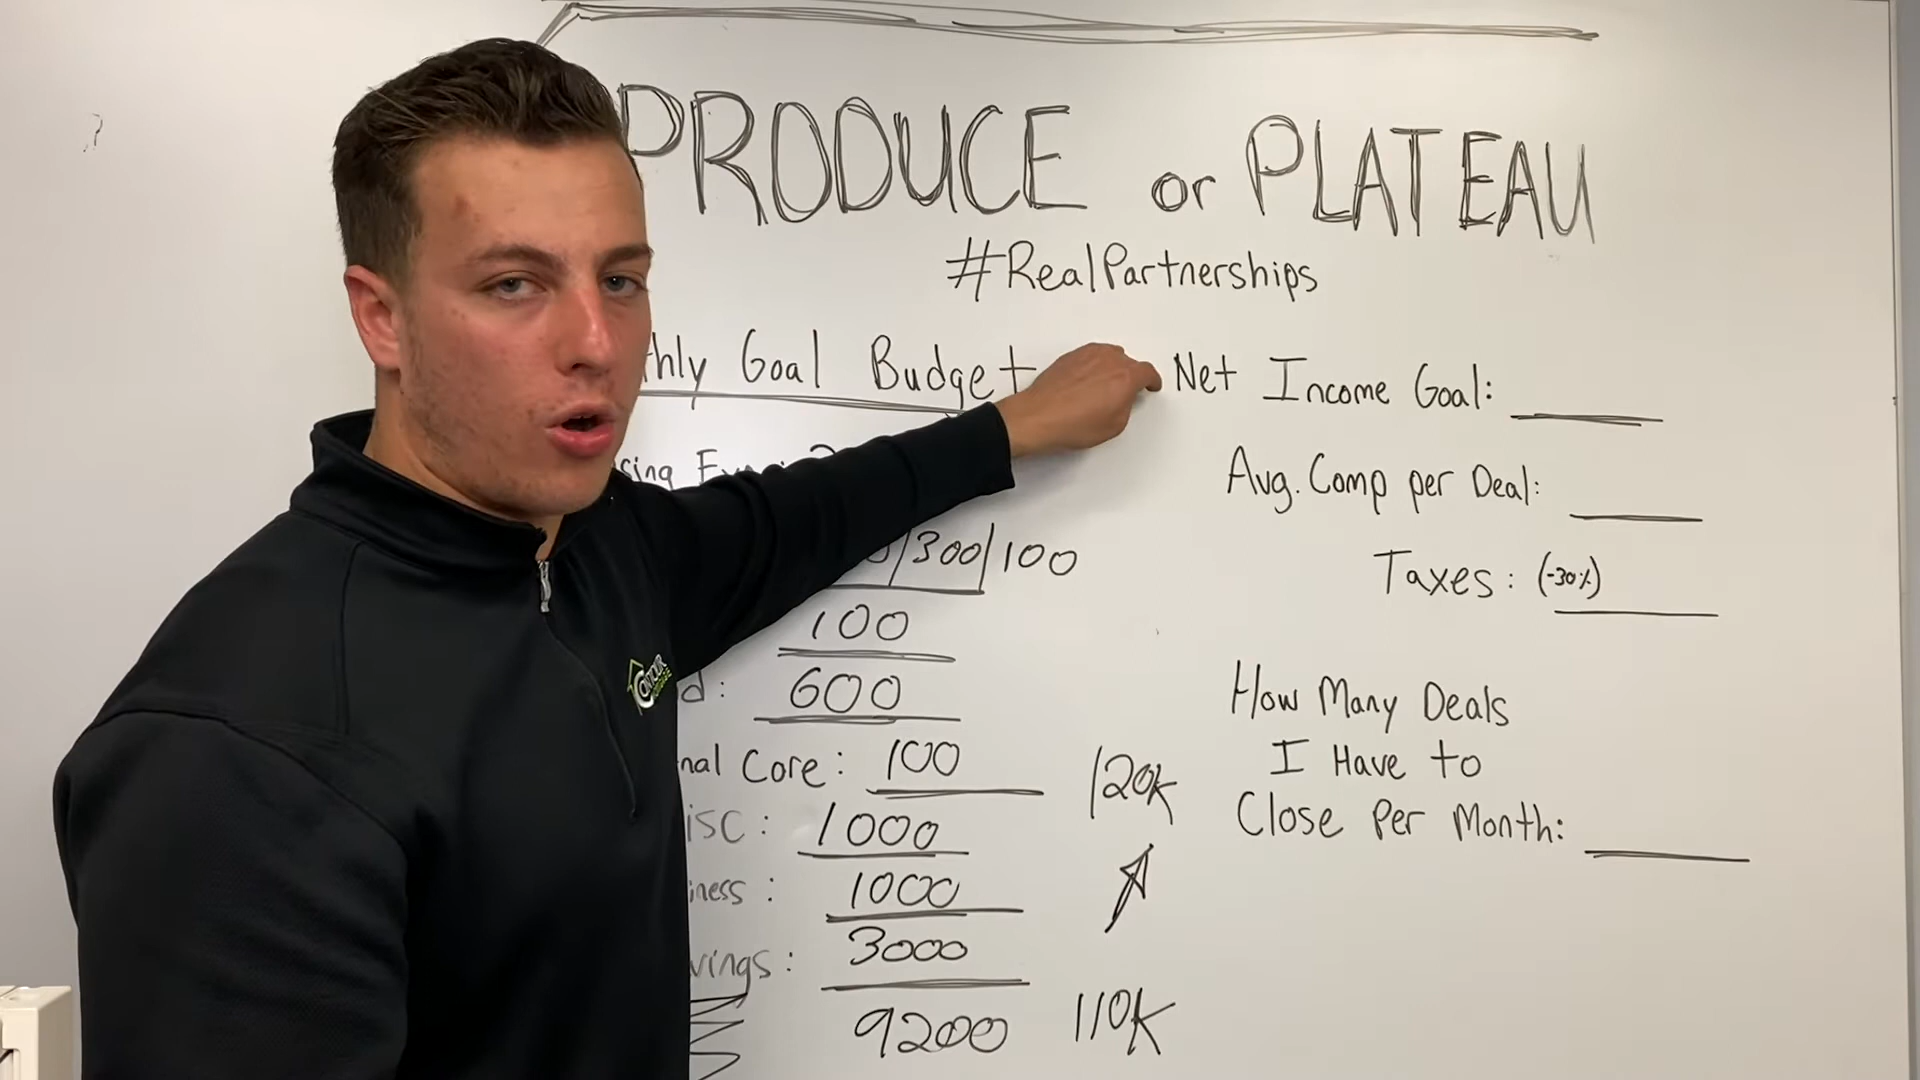 PRODUCE or PLATEAU
#RealPartnerships
thly Goal Budget
Net Income Goal:
sing
Avg. Comp per Deal:
300/100
Taxes: (-30%)
100
d: 600
nal Core: 100
isc: 1000
iness: 1000
vings: 3000
9200
120K
110K
How Many Deals
I Have to
Close Per Month:
CONTOUR